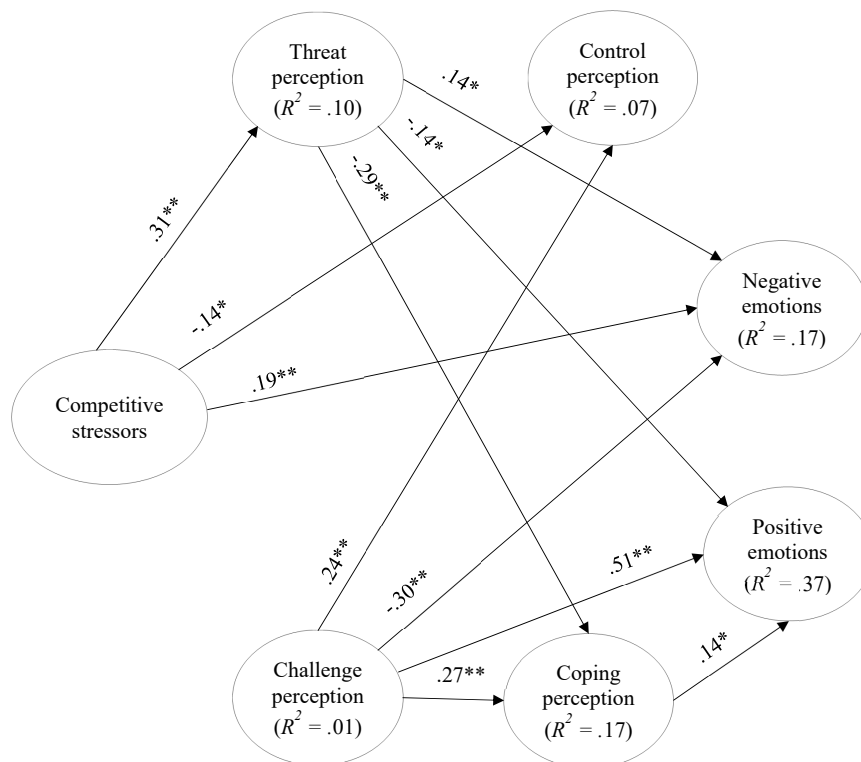 Threat
perception
(R² = .10)
Control
perception
(R² = .07)
.14*
-.14*
-.29**
.31**
-.14*
Negative
emotions
(R² = .17)
.19**
Competitive
stressors
.24**
-.30**
.51**
Positive
emotions
(R² = .37)
.14*
Challenge
perception
(R² = .01)
.27**
Coping
perception
(R² = .17)